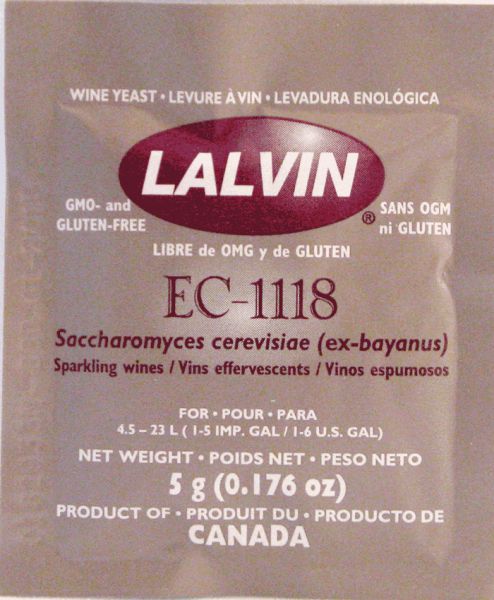 WINE YEAST • LEVURE À VIN • LEVADURA ENOLÓGICA
LALVIN®
GMO- and
GLUTEN-FREE
SANS OGM
ni GLUTEN
LIBRE de OMG y de GLUTEN
EC-1118
Saccharomyces cerevisiae (ex-bayanus)
Sparkling wines / Vins effervescents / Vinos espumosos
FOR • POUR • PARA
4.5 – 23 L ( 1-5 IMP. GAL / 1-6 U.S. GAL)
NET WEIGHT • POIDS NET • PESO NETO
5 g (0.176 oz)
PRODUCT OF • PRODUIT DU • PRODUCTO DE
CANADA